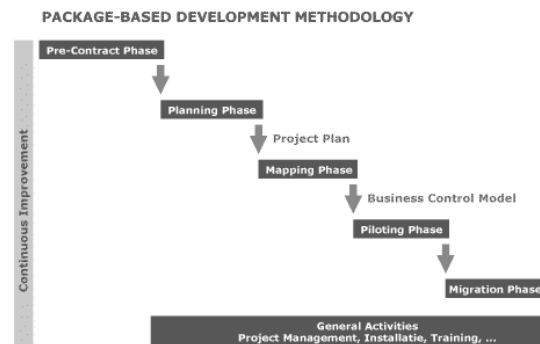 PACKAGE-BASED DEVELOPMENT METHODOLOGY
Continuous Improvement
Pre-Contract Phase
Planning Phase
Project Plan
Mapping Phase
Business Control Model
Piloting Phase
Migration Phase
General Activities
Project Management, Installatie, Training, ...